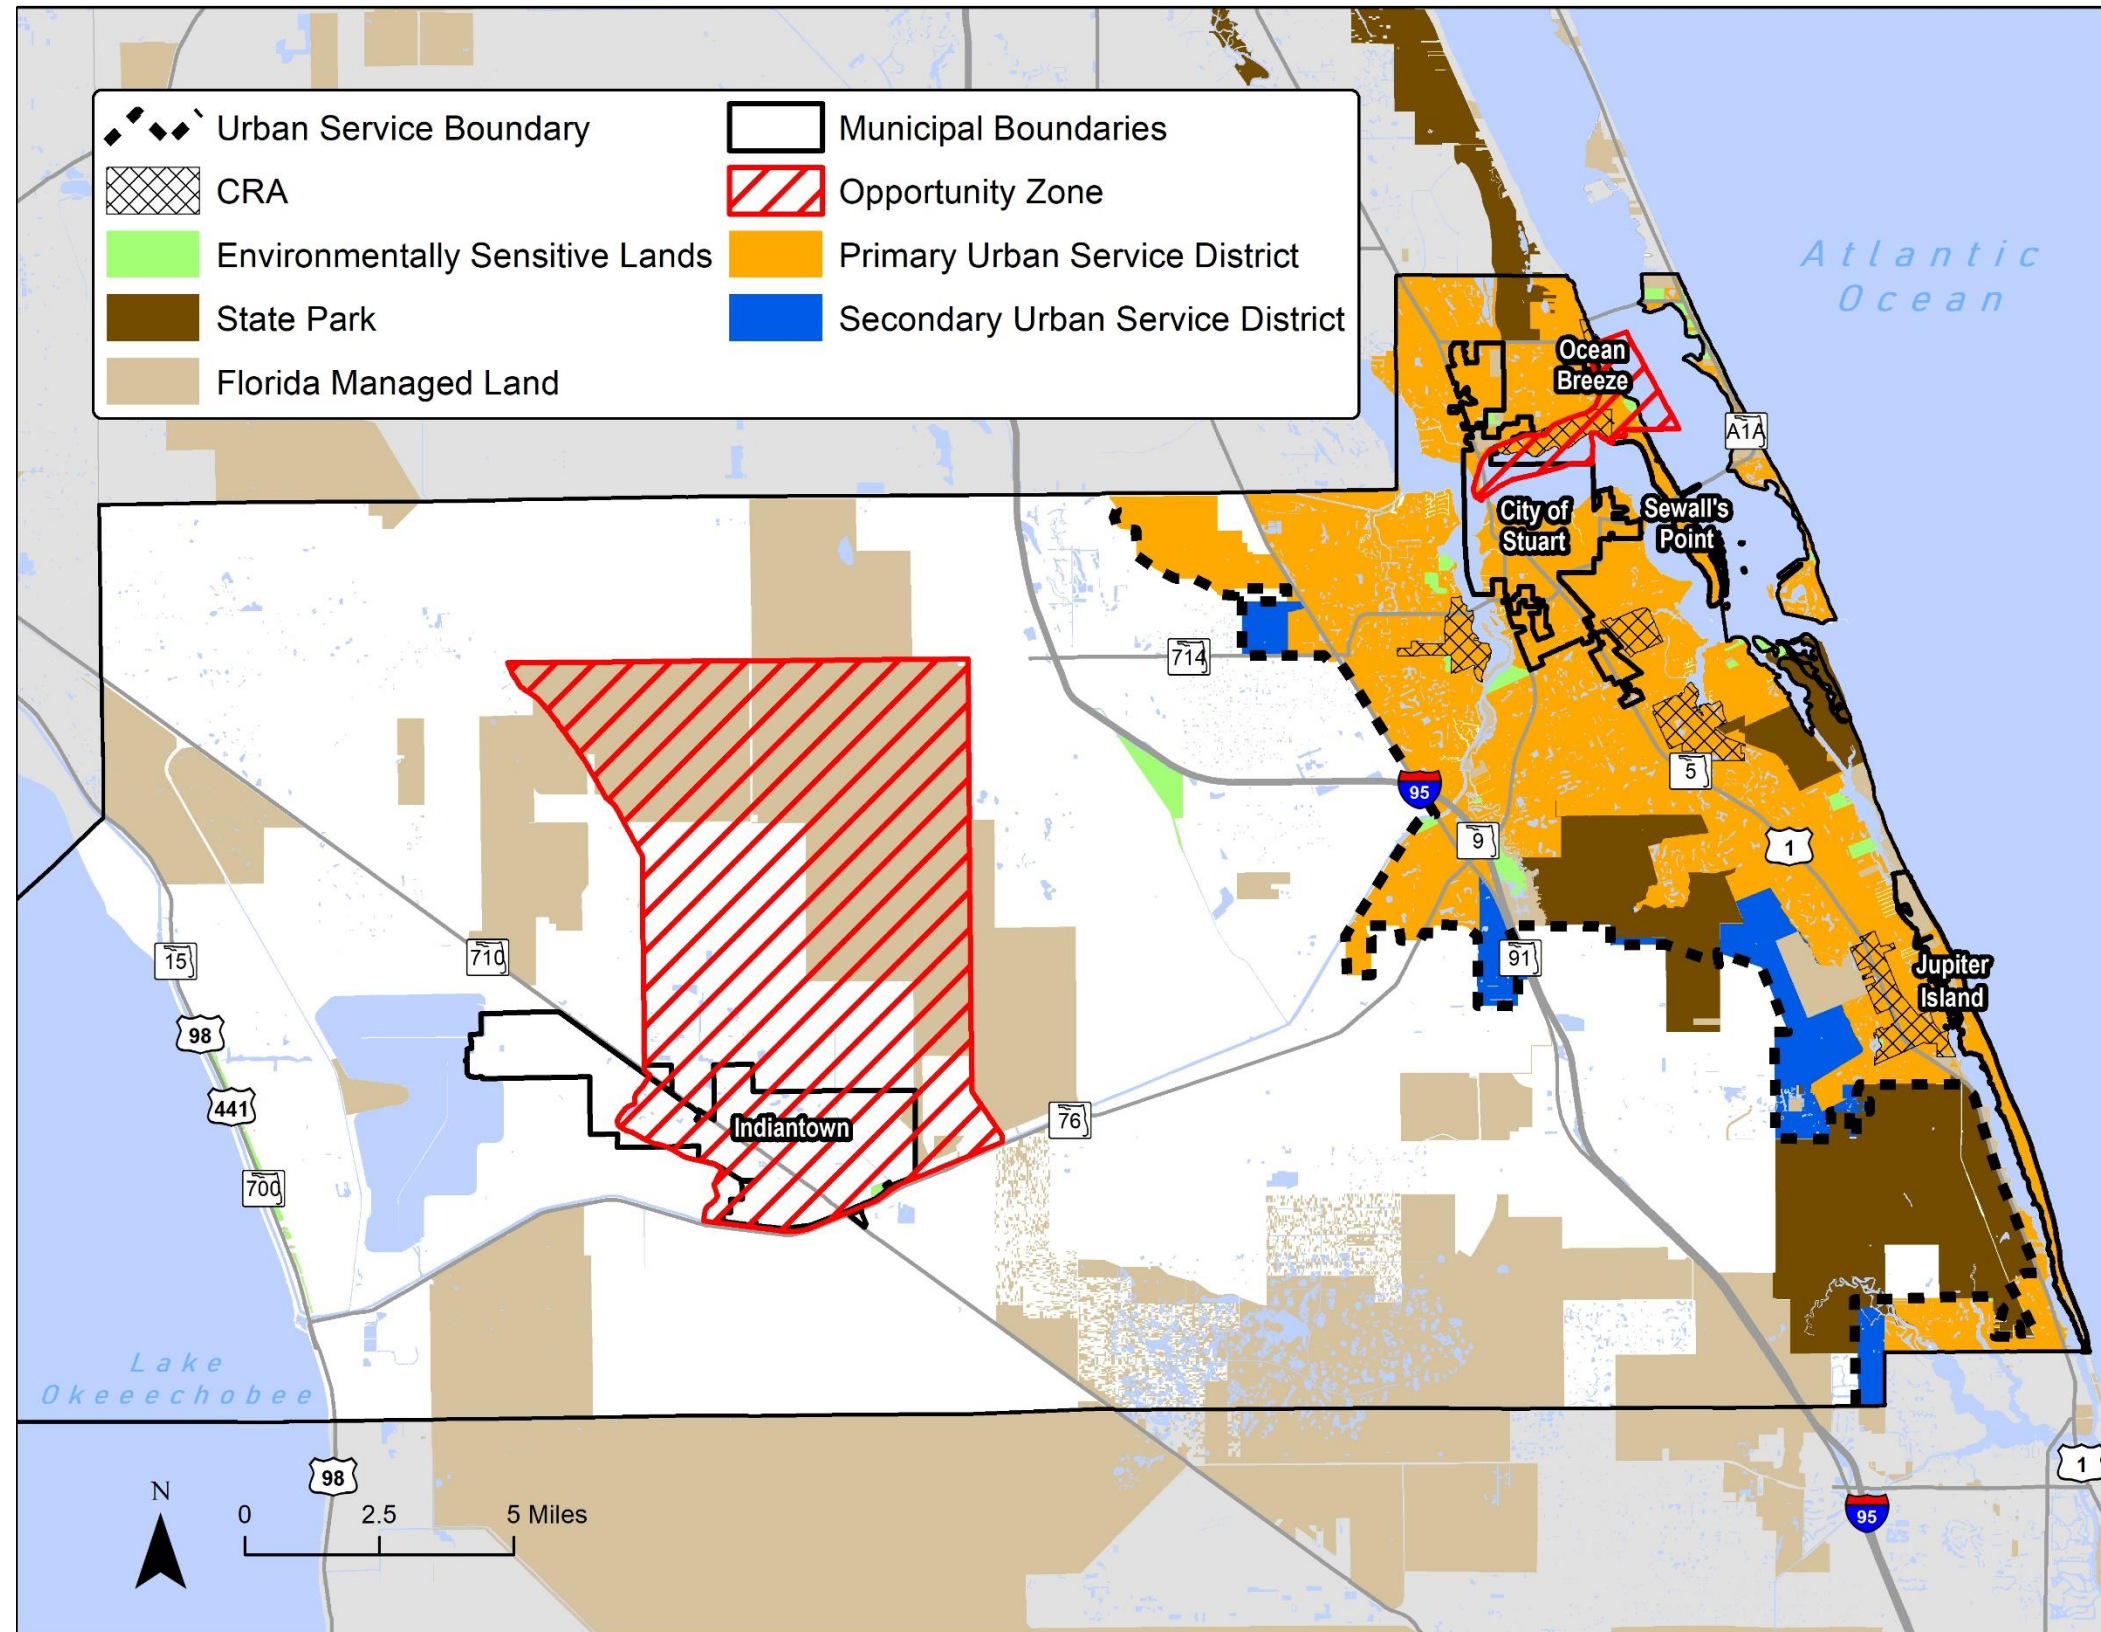 Urban Service Boundary
CRA
Environmentally Sensitive Lands
State Park
Florida Managed Land
Municipal Boundaries
Opportunity Zone
Primary Urban Service District
Secondary Urban Service District
Atlantic
Ocean
Ocean
Breeze
A1A
City of
Stuart
Sewall's
Point
714
5
95
9
1
15
710
91
Jupiter
Island
98
441
76
Indiantown
700
Lake
Okeeechobee
98
1
95
N
0 2.5 5 Miles